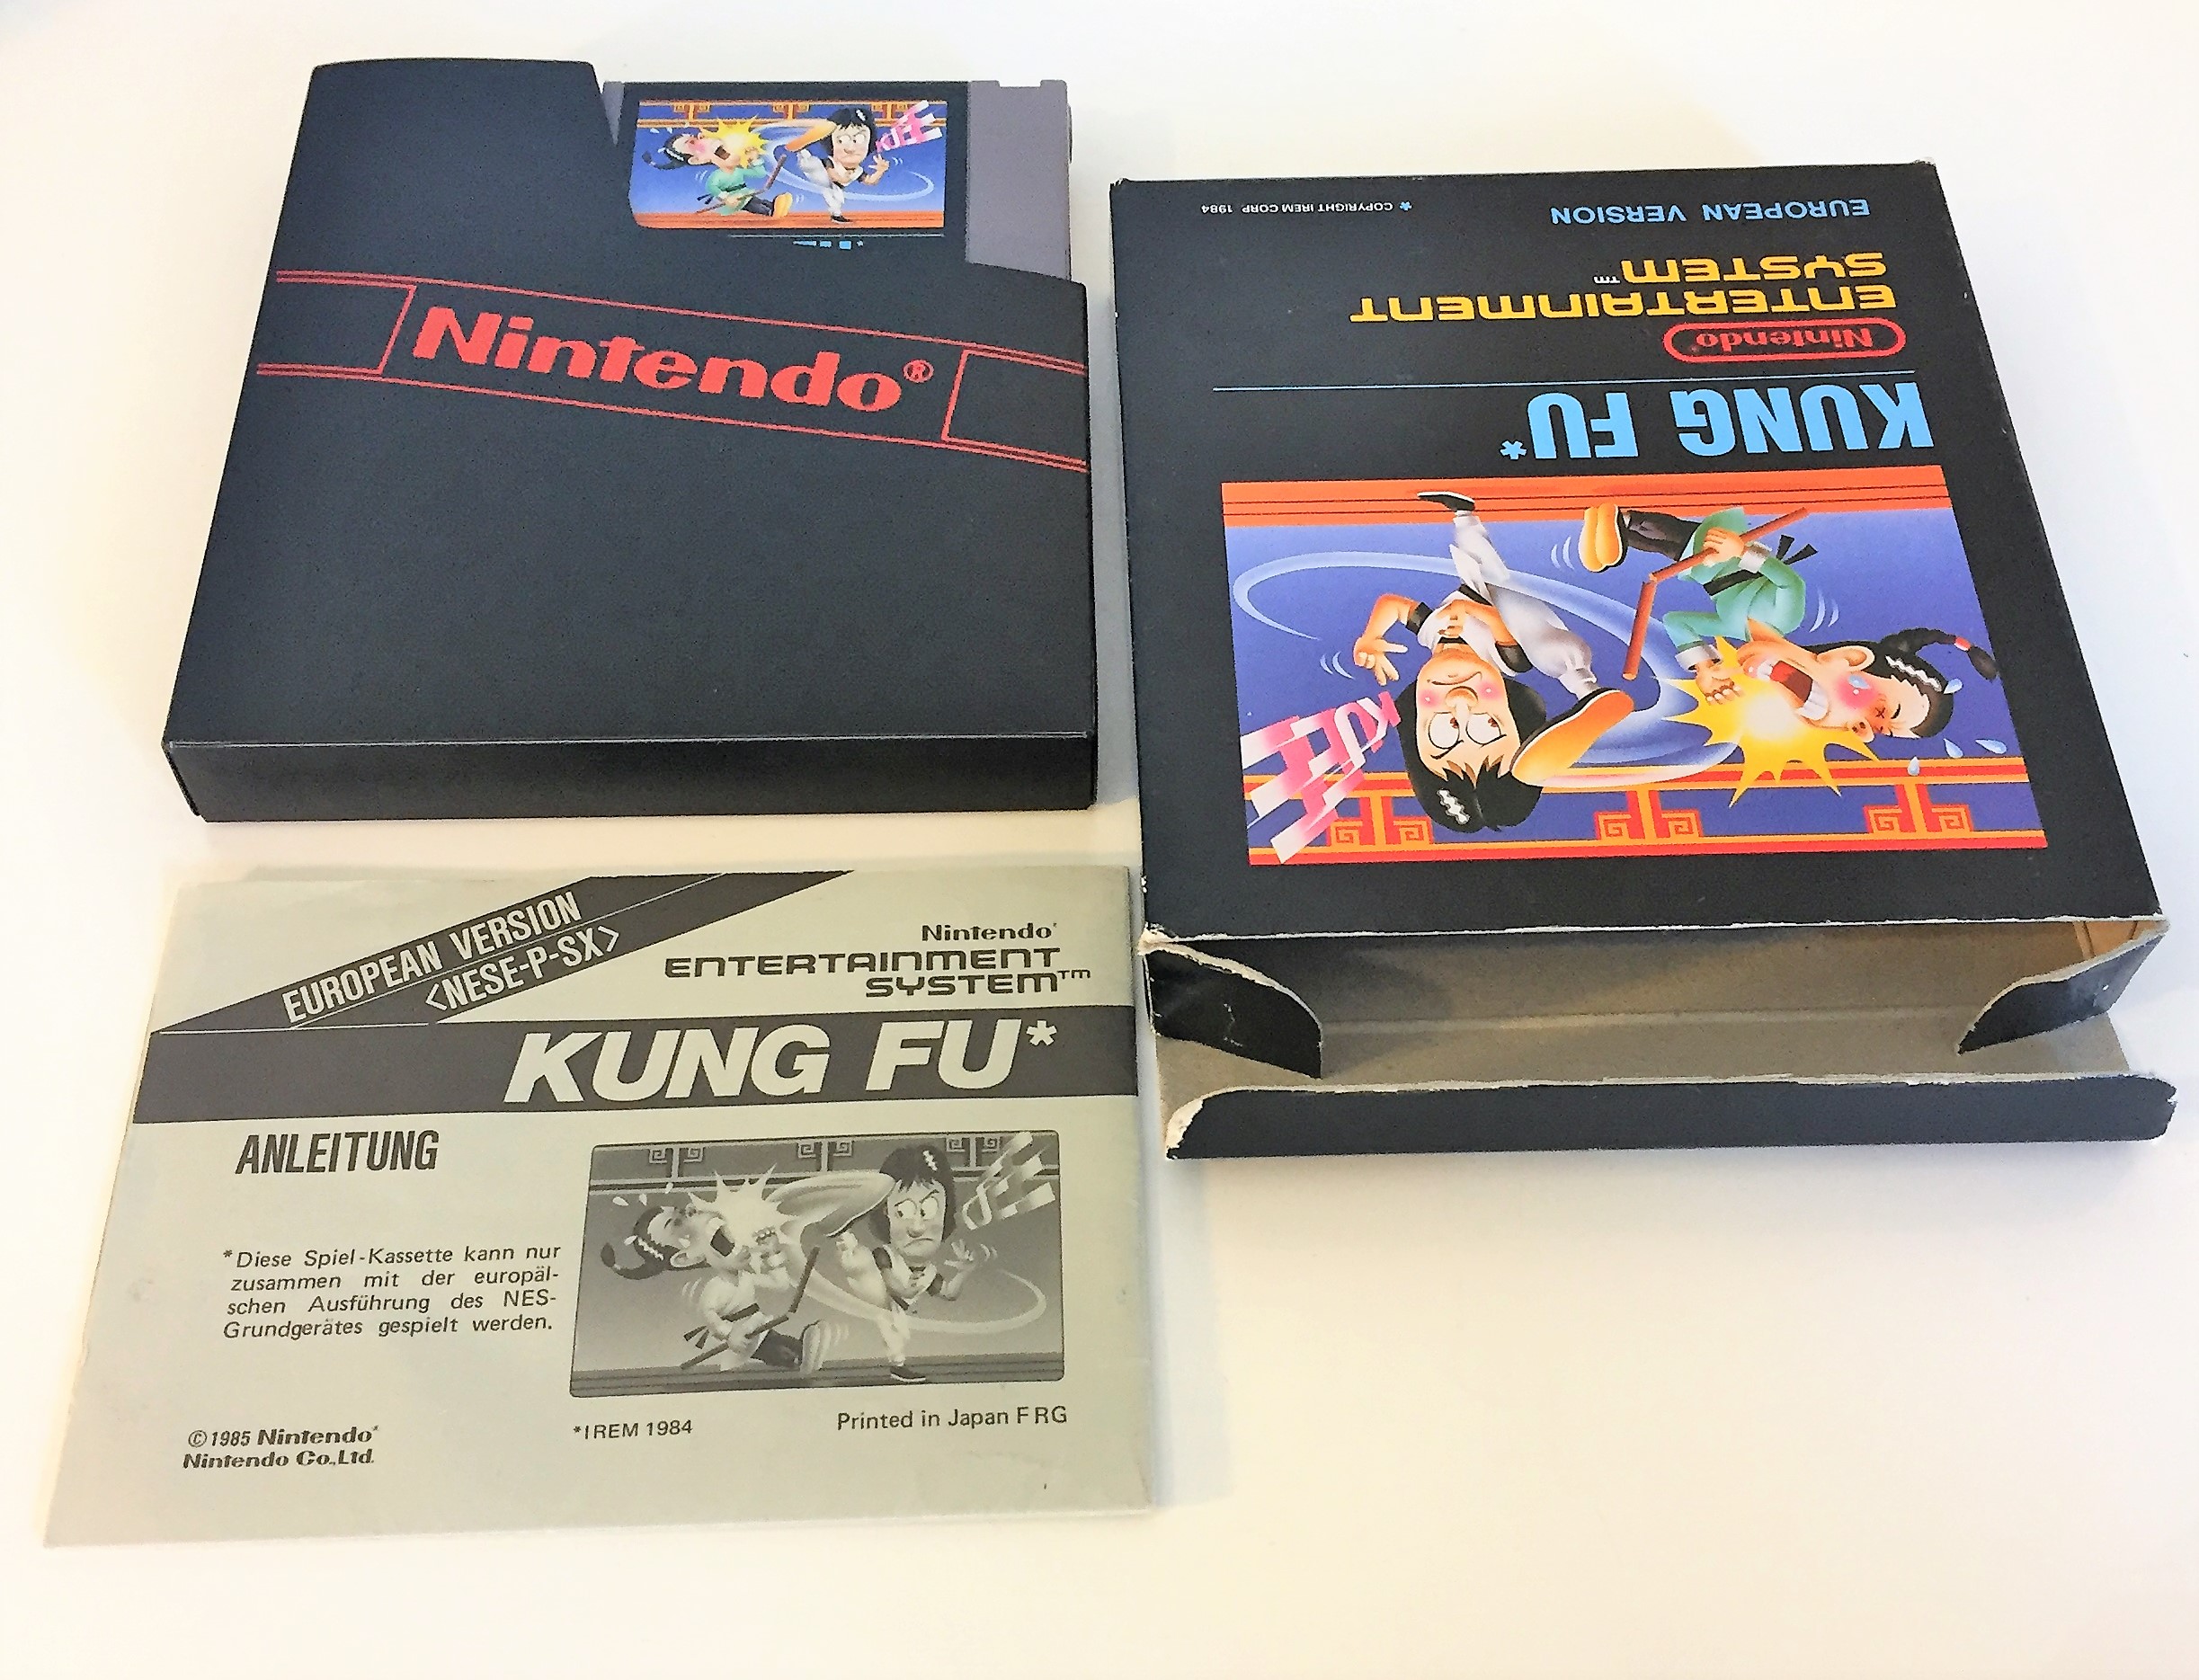 Nintendo®
* COPYRIGHT IREM CORP. 1984
EUROPEAN VERSION
Nintendo®
ENTERTAINMENT
SYSTEM™
KUNG FU*
EUROPEAN VERSION
<NESE-P-SX>
Nintendo®
ENTERTAINMENT
SYSTEM™
KUNG FU*
ANLEITUNG
*Diese Spiel-Kassette kann nur
zusammen mit der europäl-
schen Ausführung des NES-
Grundgerätes gespielt werden.
©1985 Nintendo®
Nintendo Co.,Ltd.
*IREM 1984
Printed in Japan FRG